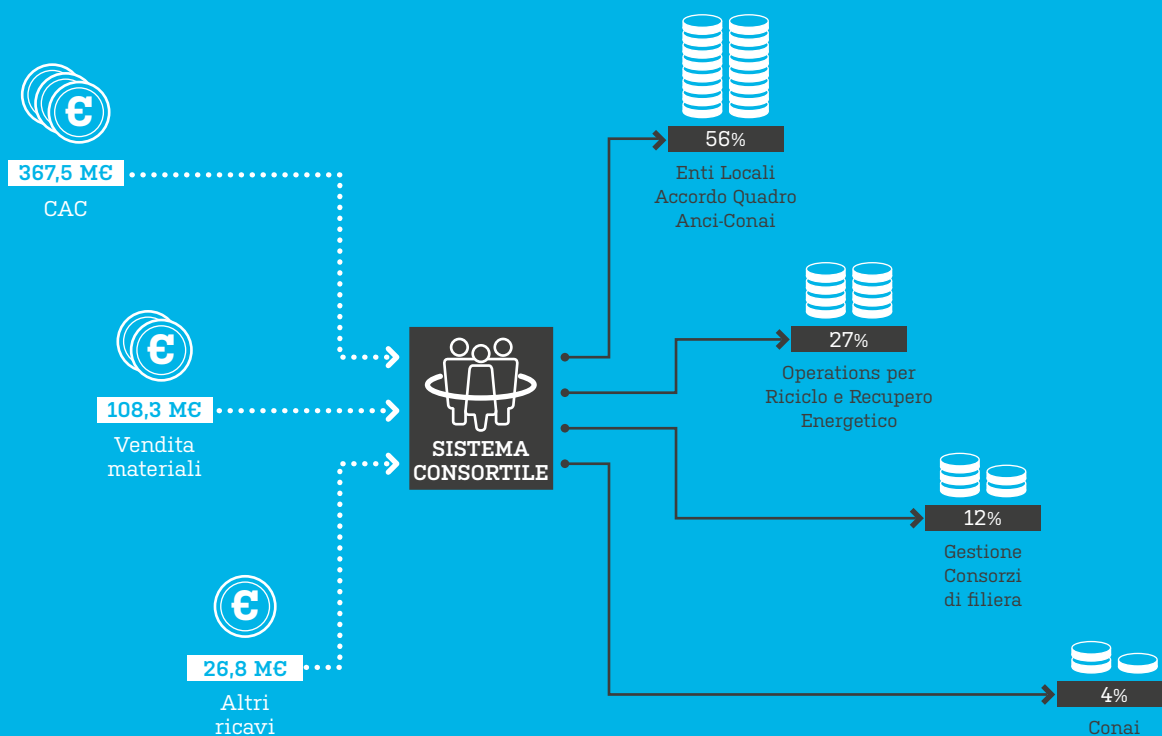 367,5 M€
CAC
108,3 M€
Vendita
materiali
26,8 M€
Altri
ricavi
SISTEMA
CONSORTILE
56%
Enti Locali
Accordo Quadro
Anci-Conai
27%
Operations per
Riciclo e Recupero
Energetico
12%
Gestione
Consorzi
di filiera
4%
Conai